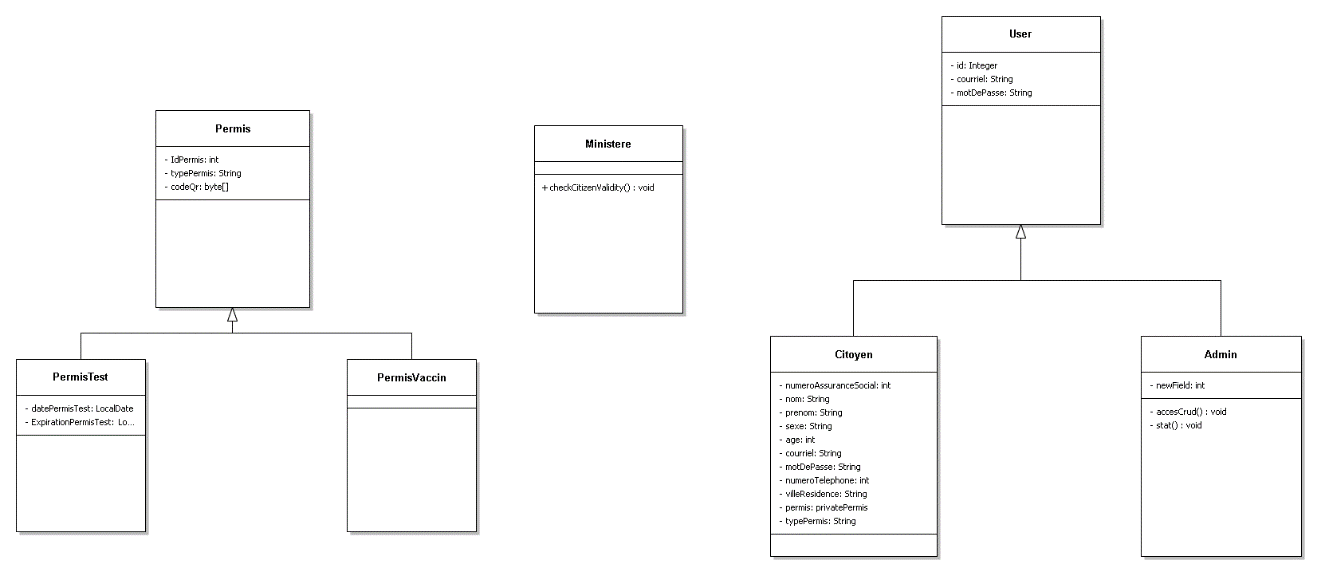 User
- id: Integer
- courriel: String
- motDePasse: String
Permis
- IdPermis: int
- typePermis: String
- codeQr: byte[]
Ministere
+ checkCitizenValidity() : void
PermisTest
- datePermisTest: LocalDate
- ExpirationPermisTest: Lo...
PermisVaccin
Citoyen
- numeroAssuranceSocial: int
- nom: String
- prenom: String
- sexe: String
- age: int
- courriel: String
- motDePasse: String
- numeroTelephone: int
- villeResidence: String
- permis: privatePermis
- typePermis: String
Admin
- newField: int
- accesCrud() : void
- stat() : void